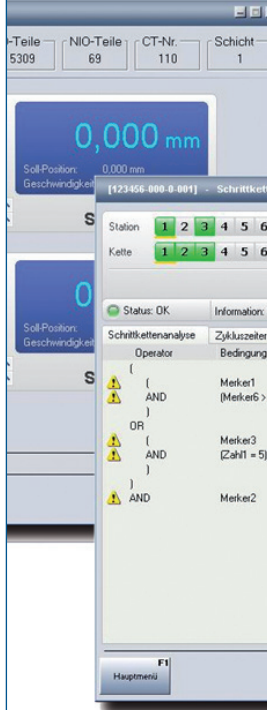 -Teile NIO-Teile CT-Nr. Schicht
5309 69 110 1
0,000 mm
Soll-Position: 0,000 mm
Geschwindigkeit
[123456-000-0-001] - Schrittkett
S
Station 1 2 3 4 5 6
Kette 1 2 3 4 5 6
0
Soll-Position:
Geschwindigkeit
S
Status: OK Information:
Schrittkettenanalyse Zykluszeiten
Operator Bedingung
(
( Merker1
AND (Merker6 >
)
OR
( Merker3
AND (Zahl1 = 5)
)
)
AND Merker2
F1
Hauptmenü